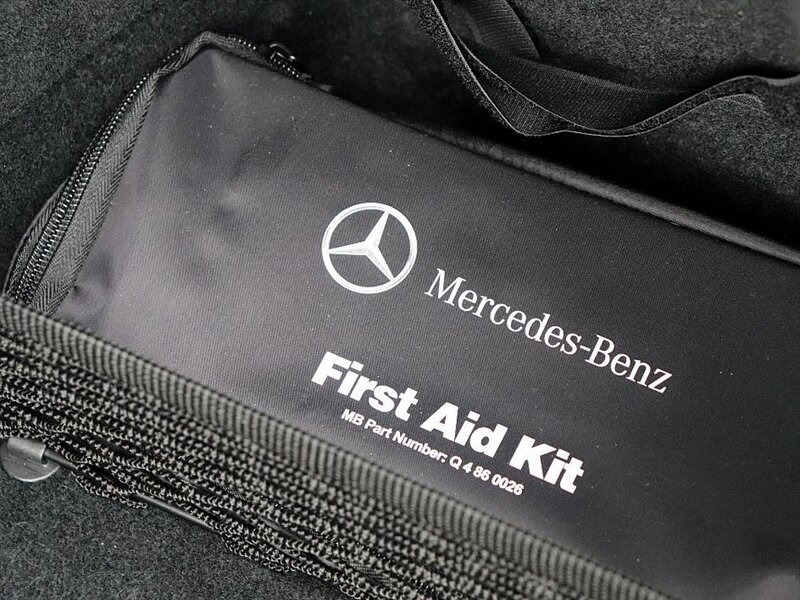 Mercedes-Benz
First Aid Kit
MB Part Number: Q 4 86 0026